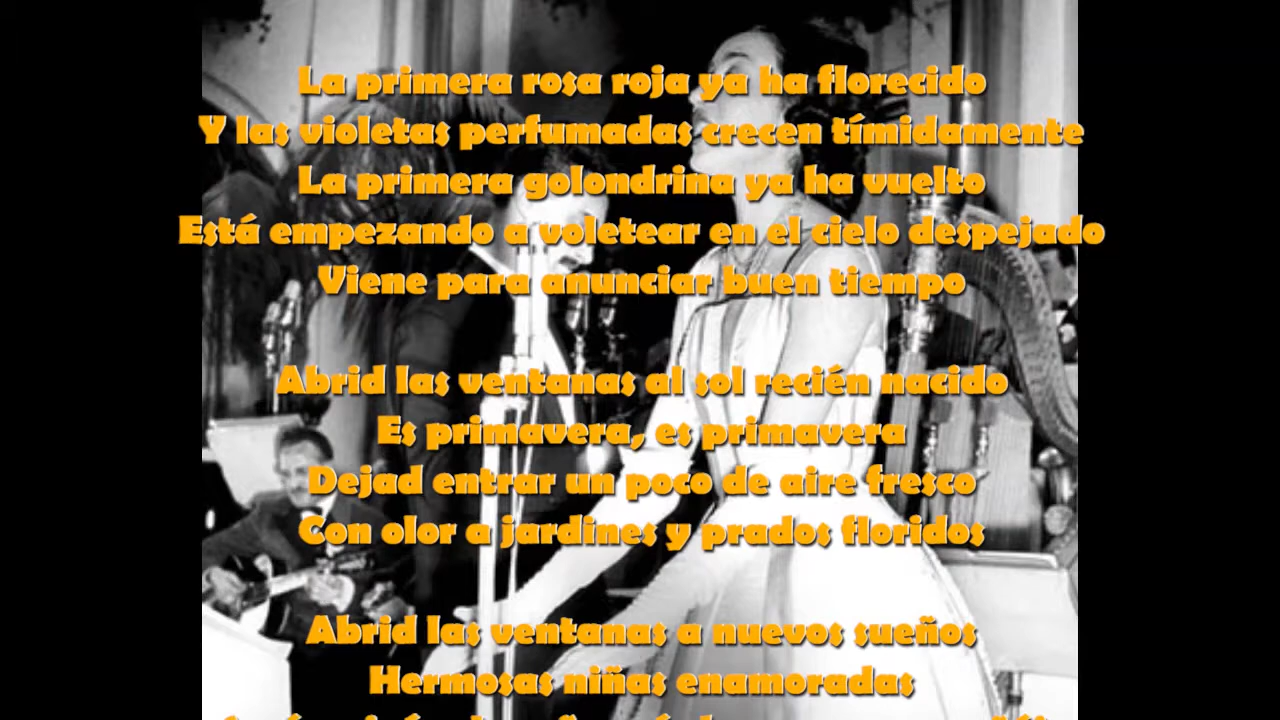 La primera rosa roja ya ha florecido
Y las violetas perfumadas crecen tímidamente
La primera golondrina ya ha vuelto
Está empezando a voletear en el cielo despejado
Viene para anunciar buen tiempo
Abrid las ventanas al sol recién nacido
Es primavera, es primavera
Dejad entrar un poco de aire fresco
Con olor a jardines y prados floridos
Abrid las ventanas a nuevos sueños
Hermosas niñas enamoradas